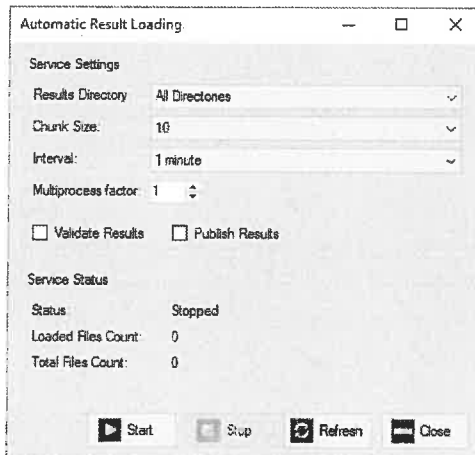 Automatic Result Loading
Service Settings
Results Directory All Directories
Chunk Size: 10
Interval: 1 minute
Multiprocess factor: 1
Validate Results Publish Results
Service Status
Status: Stopped
Loaded Files Count: 0
Total Files Count: 0
Start Stop Refresh Close